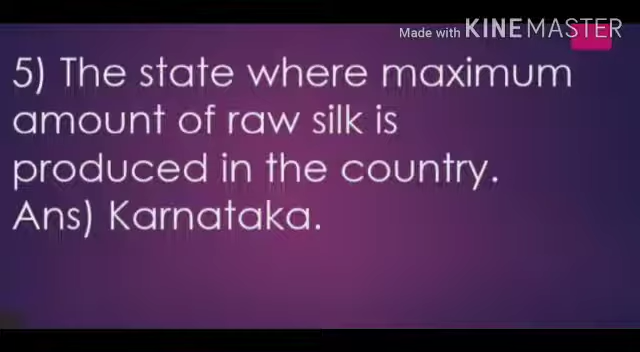 Made with KINEMASTER
5) The state where maximum
amount of raw silk is
produced in the country.
Ans) Karnataka.